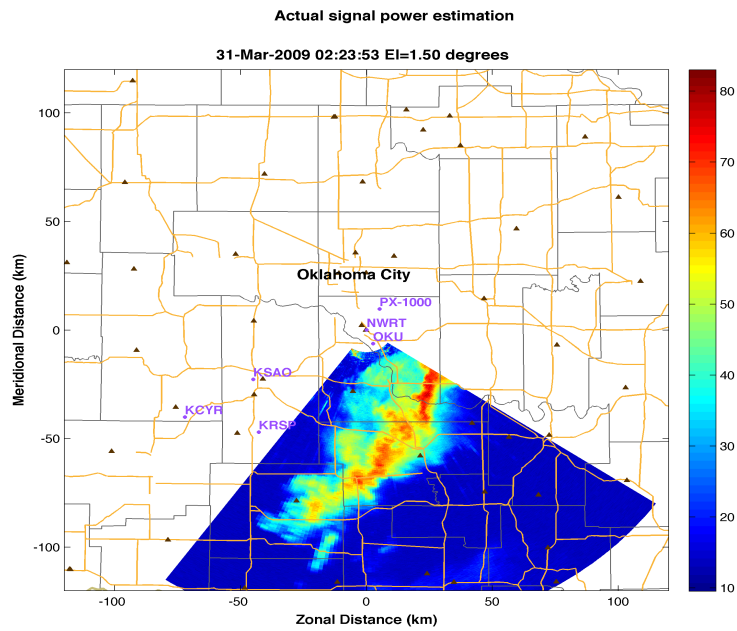 Actual signal power estimation
31-Mar-2009 02:23:53 El=1.50 degrees
Meridional Distance (km)
100
50
0
-50
-100
Oklahoma City
PX-1000
NWRT
OKU
KSAO
KCYR
KRSP
-100
-50
0
50
100
Zonal Distance (km)
80
70
60
50
40
30
20
10